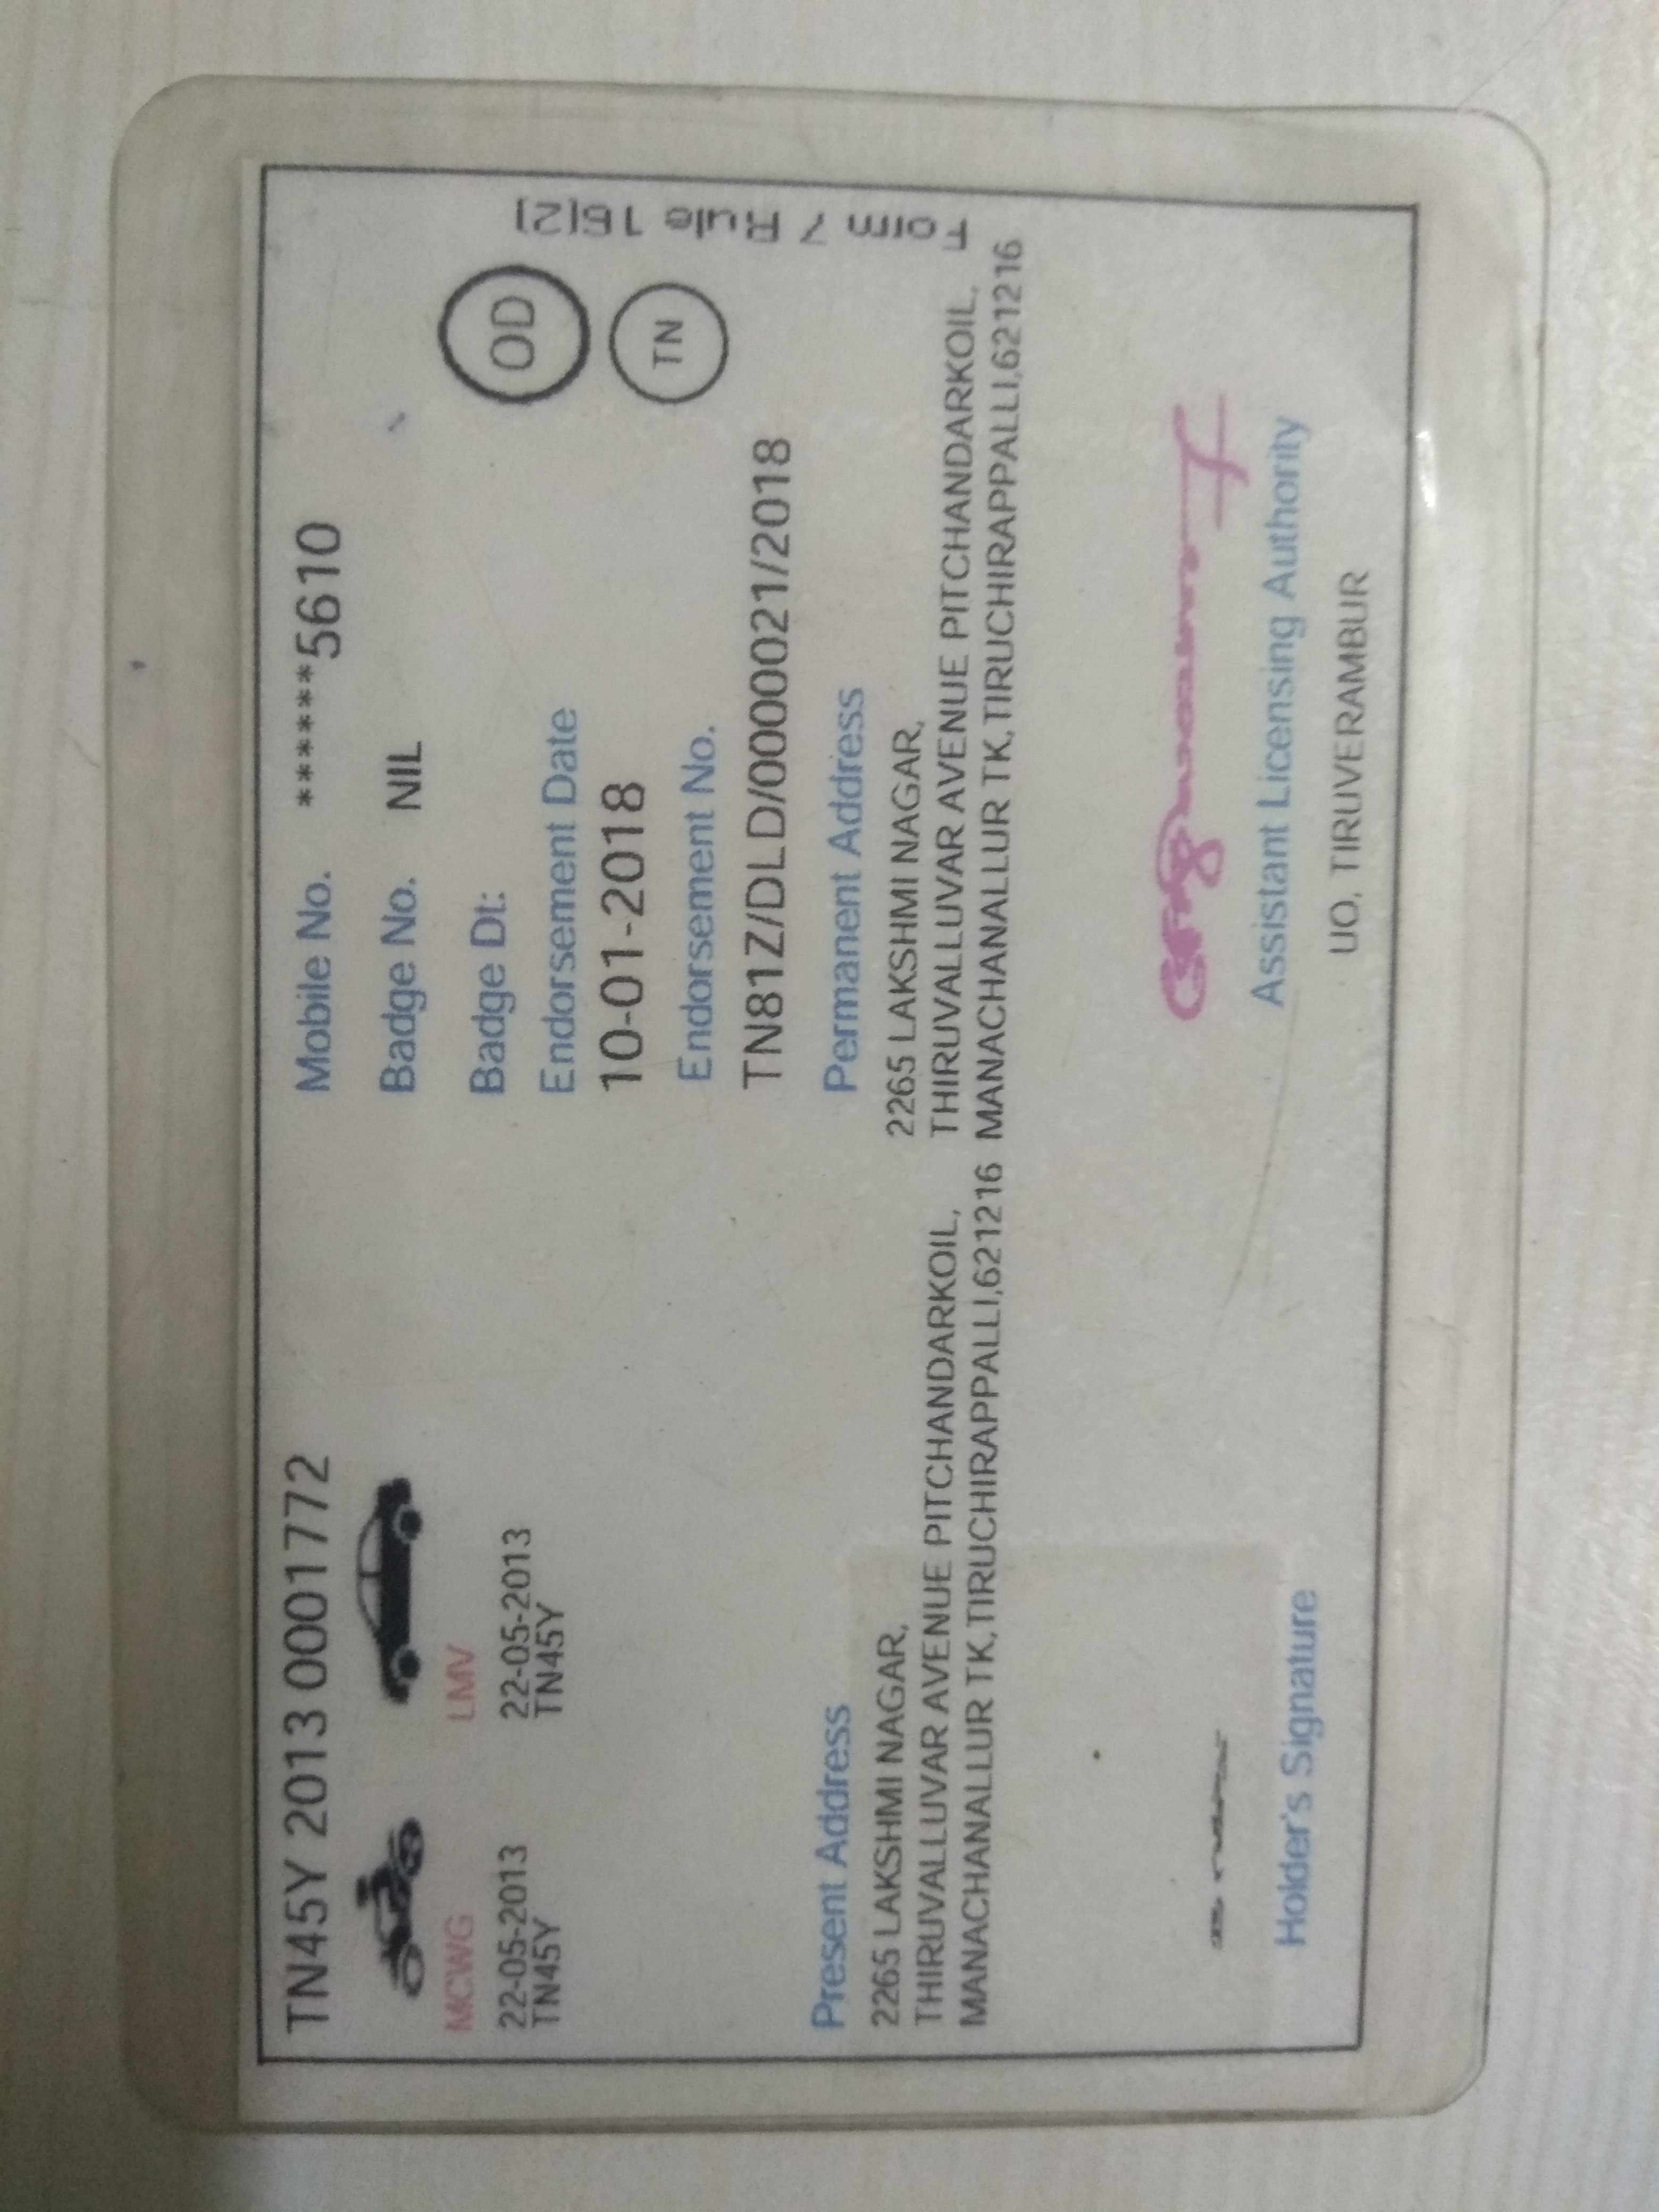 TN45Y 2013 0001772
MCWG
22-05-2013
TN45Y
LMV
22-05-2013
TN45Y
Mobile No. ******5610
Badge No. NIL
Badge Dt:
Endorsement Date
10-01-2018
Endorsement No.
TN81Z/DLD/0000021/2018
OD
TN
Form 7 Rule 16(2)
Present Address
2265 LAKSHMI NAGAR,
THIRUVALLUVAR AVENUE PITCHANDARKOIL,
MANACHANALLUR TK,TIRUCHIRAPPALLI,621216
Permanent Address
2265 LAKSHMI NAGAR,
THIRUVALLUVAR AVENUE PITCHANDARKOIL,
MANACHANALLUR TK,TIRUCHIRAPPALLI,621216
Holder's Signature
Assistant Licensing Authority
UO, TIRUVERAMBUR